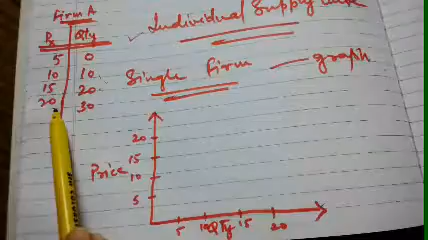 Firm A
Px Qty
5 0
10 10
15 20
20 30
Individual Supply
Single Firm — graph
Price
20
15
10
5
5 10 Qty 15 20